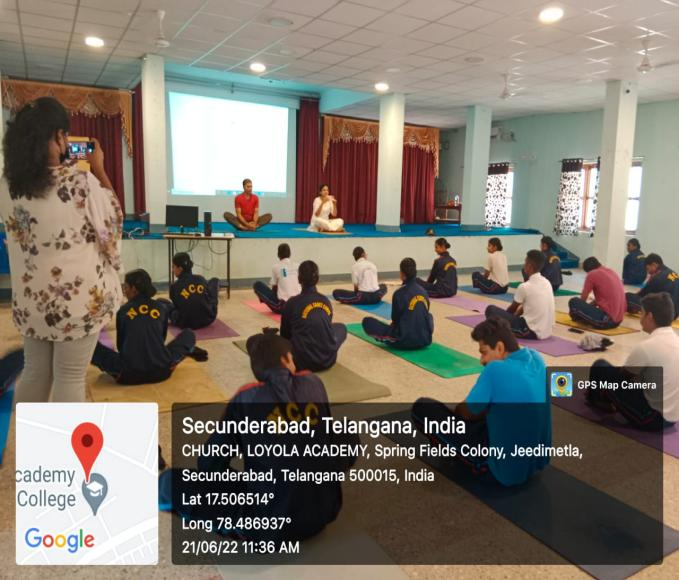 NCC
NCC
NCC
GPS Map Camera
Secunderabad, Telangana, India
CHURCH, LOYOLA ACADEMY, Spring Fields Colony, Jeedimetla,
Secunderabad, Telangana 500015, India
Lat 17.506514°
Long 78.486937°
21/06/22 11:36 AM
cademy
College
Google